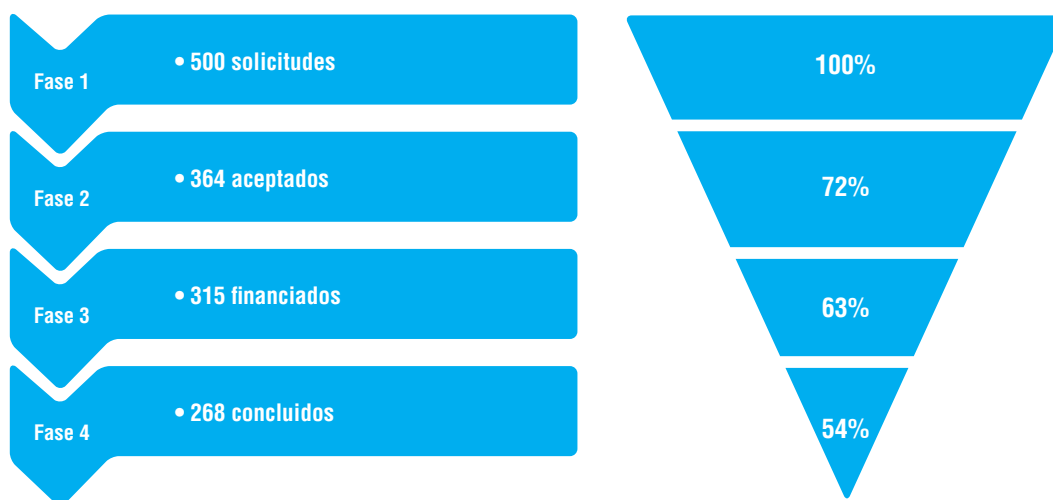 Fase 1
• 500 solicitudes
100%
Fase 2
• 364 aceptados
72%
Fase 3
• 315 financiados
63%
Fase 4
• 268 concluidos
54%